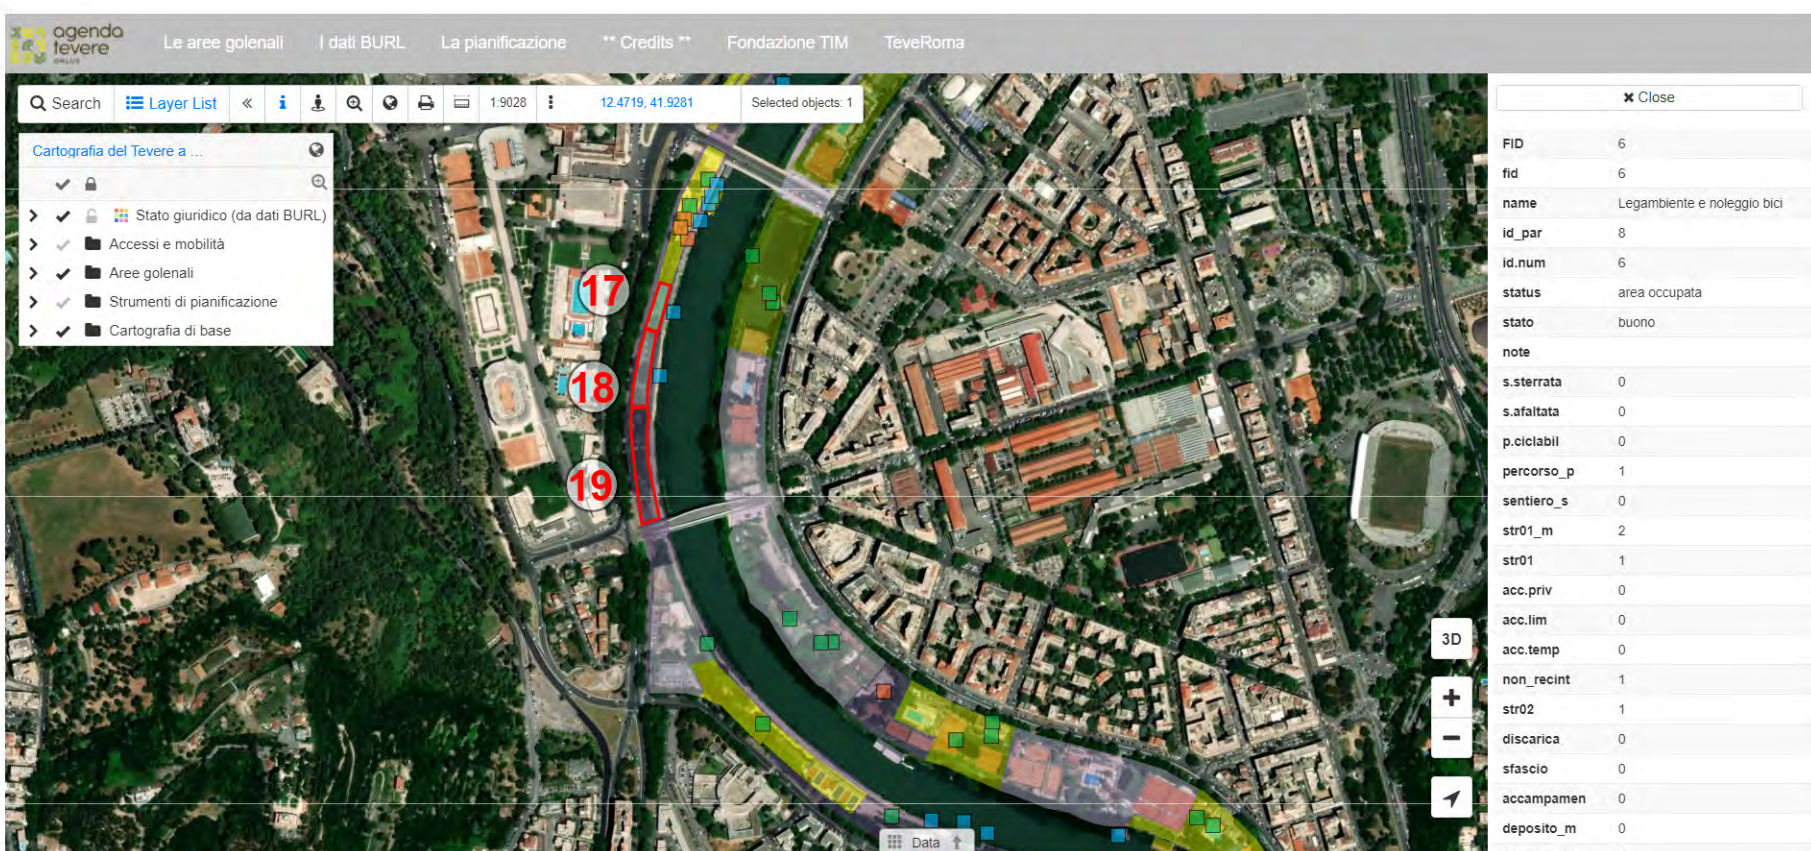 agenda
tevere
ONLUS
Le aree golenali
I dati BURL
La pianificazione
** Credits **
Fondazione TIM
TeveRoma
Search
Layer List
«
i
1:9028
12.4719, 41.9281
Selected objects: 1
Cartografia del Tevere a ...
Stato giuridico (da dati BURL)
Accessi e mobilità
Aree golenali
Strumenti di pianificazione
Cartografia di base
17
18
19
3D
+
−
Data
Close
FID 6
fid 6
name Legambiente e noleggio bici
id_par 8
id.num 6
status area occupata
stato buono
note
s.sterrata 0
s.afaltata 0
p.ciclabil 0
percorso_p 1
sentiero_s 0
str01_m 2
str01 1
acc.priv 0
acc.lim 0
acc.temp 0
non_recint 1
str02 1
discarica 0
sfascio 0
accampamen 0
deposito_m 0